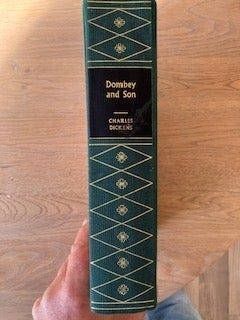 Dombey
and Son
CHARLES
DICKENS